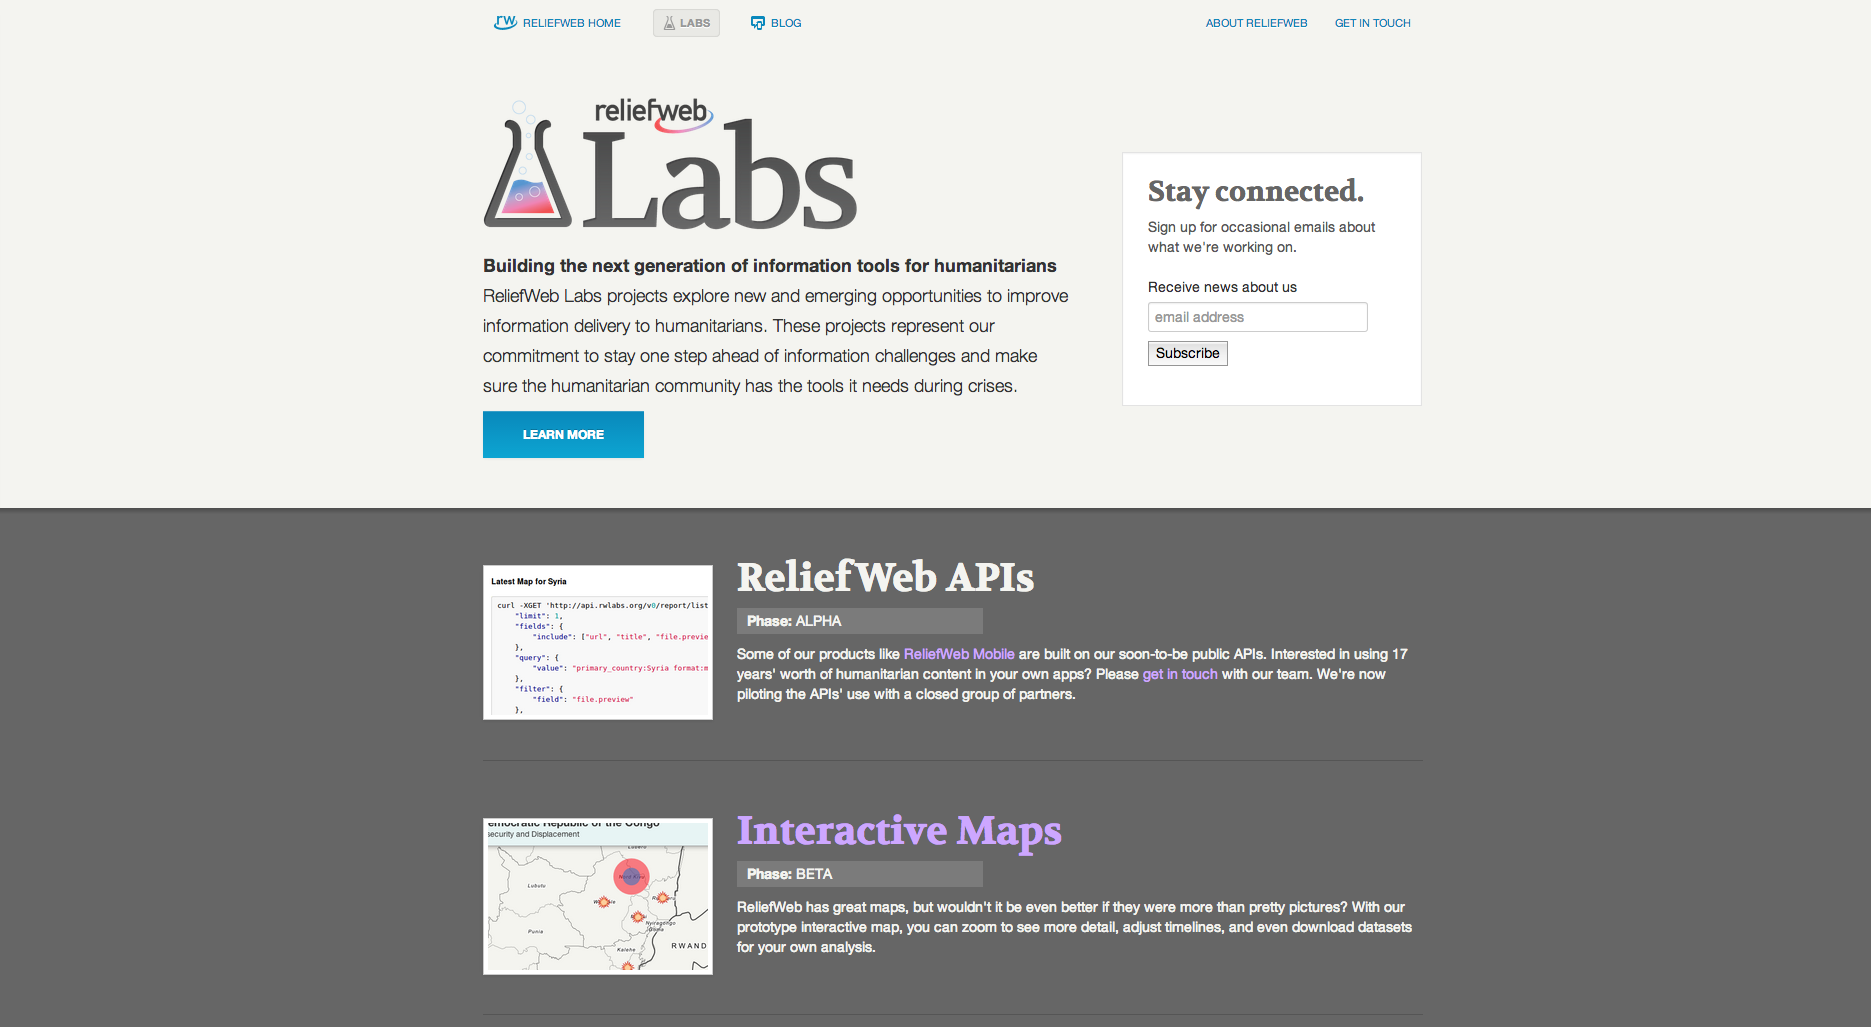 rw RELIEFWEB HOME LABS BLOG ABOUT RELIEFWEB GET IN TOUCH
reliefweb
Labs
Building the next generation of information tools for humanitarians
ReliefWeb Labs projects explore new and emerging opportunities to improve
information delivery to humanitarians. These projects represent our
commitment to stay one step ahead of information challenges and make
sure the humanitarian community has the tools it needs during crises.
LEARN MORE
Stay connected.
Sign up for occasional emails about
what we're working on.
Receive news about us
email address
Subscribe
Latest Map for Syria
curl -XGET 'http://api.rwlabs.org/v0/report/list
"limit": 1,
"fields": {
"include": ["url", "title", "file.previe
},
"query": {
"value": "primary_country:Syria format:m
},
"filter": {
"field": "file.preview"
},
ReliefWeb APIs
Phase: ALPHA
Some of our products like ReliefWeb Mobile are built on our soon-to-be public APIs. Interested in using 17
years' worth of humanitarian content in your own apps? Please get in touch with our team. We're now
piloting the APIs' use with a closed group of partners.
emocratic Republic of the Congo
security and Displacement
Lubero
Lubutu
Punia
Nyiragongo
Goma
Kalehe
RWAND
Interactive Maps
Phase: BETA
ReliefWeb has great maps, but wouldn't it be even better if they were more than pretty pictures? With our
prototype interactive map, you can zoom to see more detail, adjust timelines, and even download datasets
for your own analysis.